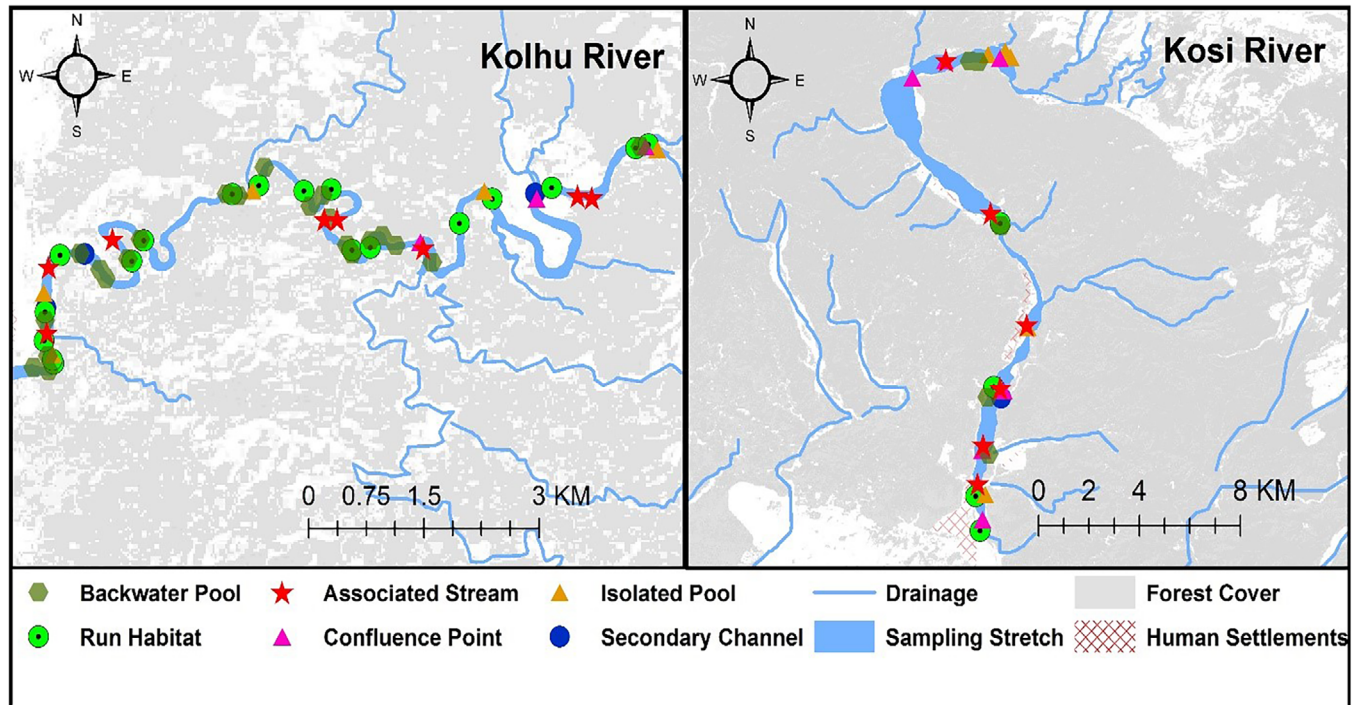 N
W E
S
Kolhu River
0 0.75 1.5 3 KM
N
W E
S
Kosi River
0 2 4 8 KM
Backwater Pool Associated Stream Isolated Pool Drainage Forest Cover
Run Habitat Confluence Point Secondary Channel Sampling Stretch Human Settlements